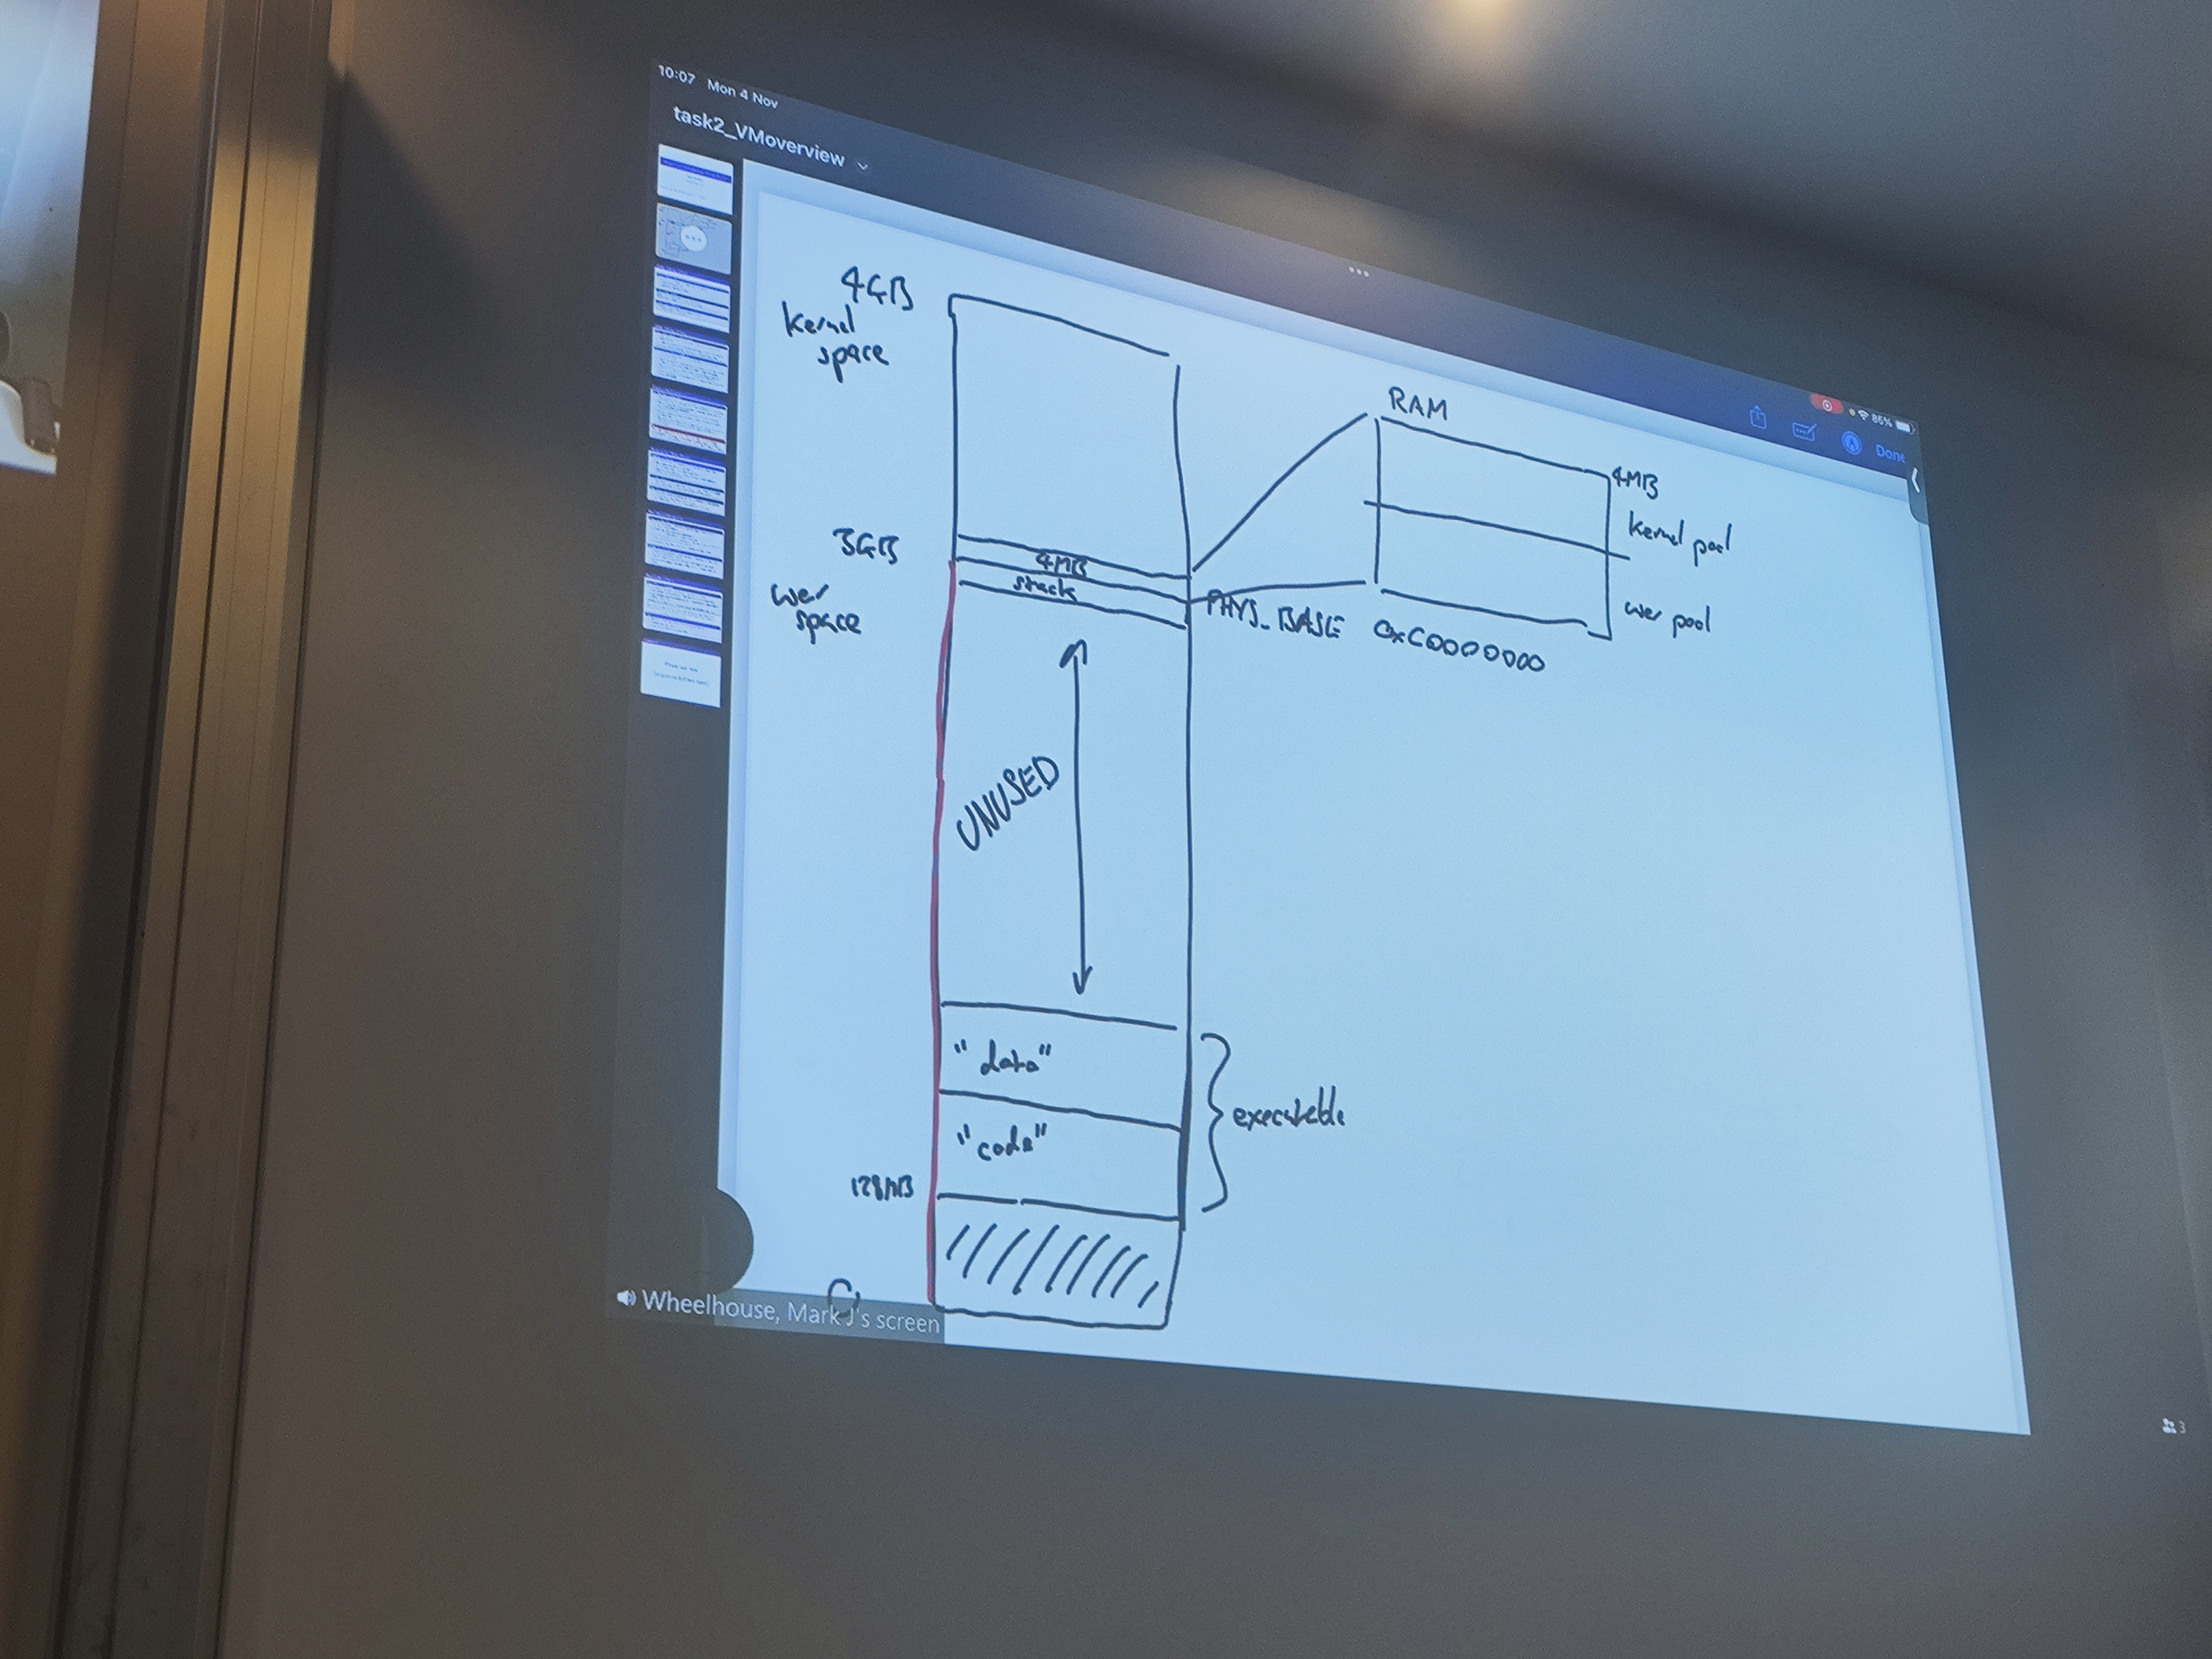 10:07 Mon 4 Nov
task2_VMoverview
86%
Done
4GB
kernel
space
RAM
4MB
kernel pool
user pool
3GB
4MB
stack
user
space
PHYS_BASE 0xC0000000
UNUSED
"data"
"code"
executable
128MB
0
Wheelhouse, Mark J's screen
3